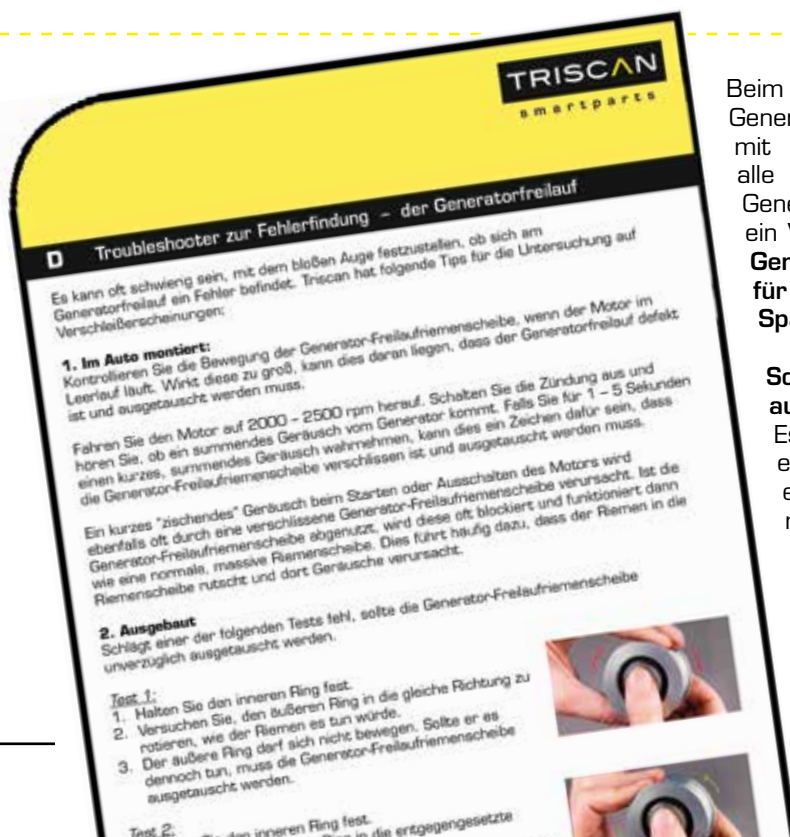 TRISCAN
smartparts
D Troubleshooter zur Fehlerfindung – der Generatorfreilauf
Es kann oft schwierig sein, mit dem bloßen Auge festzustellen, ob sich am
Generatorfreilauf ein Fehler befindet. Triscan hat folgende Tips für die Untersuchung auf
Verschleißerscheinungen:
1. Im Auto montiert:
Kontrollieren Sie die Bewegung der Generator-Freilaufriemenscheibe, wenn der Motor im
Leerlauf läuft. Wirkt diese zu groß, kann dies daran liegen, dass der Generatorfreilauf defekt
ist und ausgetauscht werden muss.
Fahren Sie den Motor auf 2000 – 2500 rpm herauf. Schalten Sie die Zündung aus und
hören Sie, ob ein summendes Geräusch vom Generator kommt. Falls Sie für 1 – 5 Sekunden
einen kurzes, summendes Geräusch wahrnehmen, kann dies ein Zeichen dafür sein, dass
die Generator-Freilaufriemenscheibe verschlissen ist und ausgetauscht werden muss.
Ein kurzes "zischendes" Geräusch beim Starten oder Ausschalten des Motors wird
ebenfalls oft durch eine verschlissene Generator-Freilaufriemenscheibe verursacht. Ist die
Generator-Freilaufriemenscheibe abgenutzt, wird diese oft blockiert und funktioniert dann
wie eine normale, massive Riemenscheibe. Dies führt häufig dazu, dass der Riemen in die
Riemenscheibe rutscht und dort Geräusche verursacht.
2. Ausgebaut
Schlägt einer der folgenden Tests fehl, sollte die Generator-Freilaufriemenscheibe
unverzüglich ausgetauscht werden.
Test 1:
1. Halten Sie den inneren Ring fest.
2. Versuchen Sie, den äußeren Ring in die gleiche Richtung zu
rotieren, wie der Riemen es tun würde.
3. Der äußere Ring darf sich nicht bewegen. Sollte er es
dennoch tun, muss die Generator-Freilaufriemenscheibe
ausgetauscht werden.
Test 2:
den inneren Ring fest.
Ring in die entgegengesetzte
Beim
Gener
mit
alle
Gene
ein
Ger
für
Sp
So
au
Es
e
e